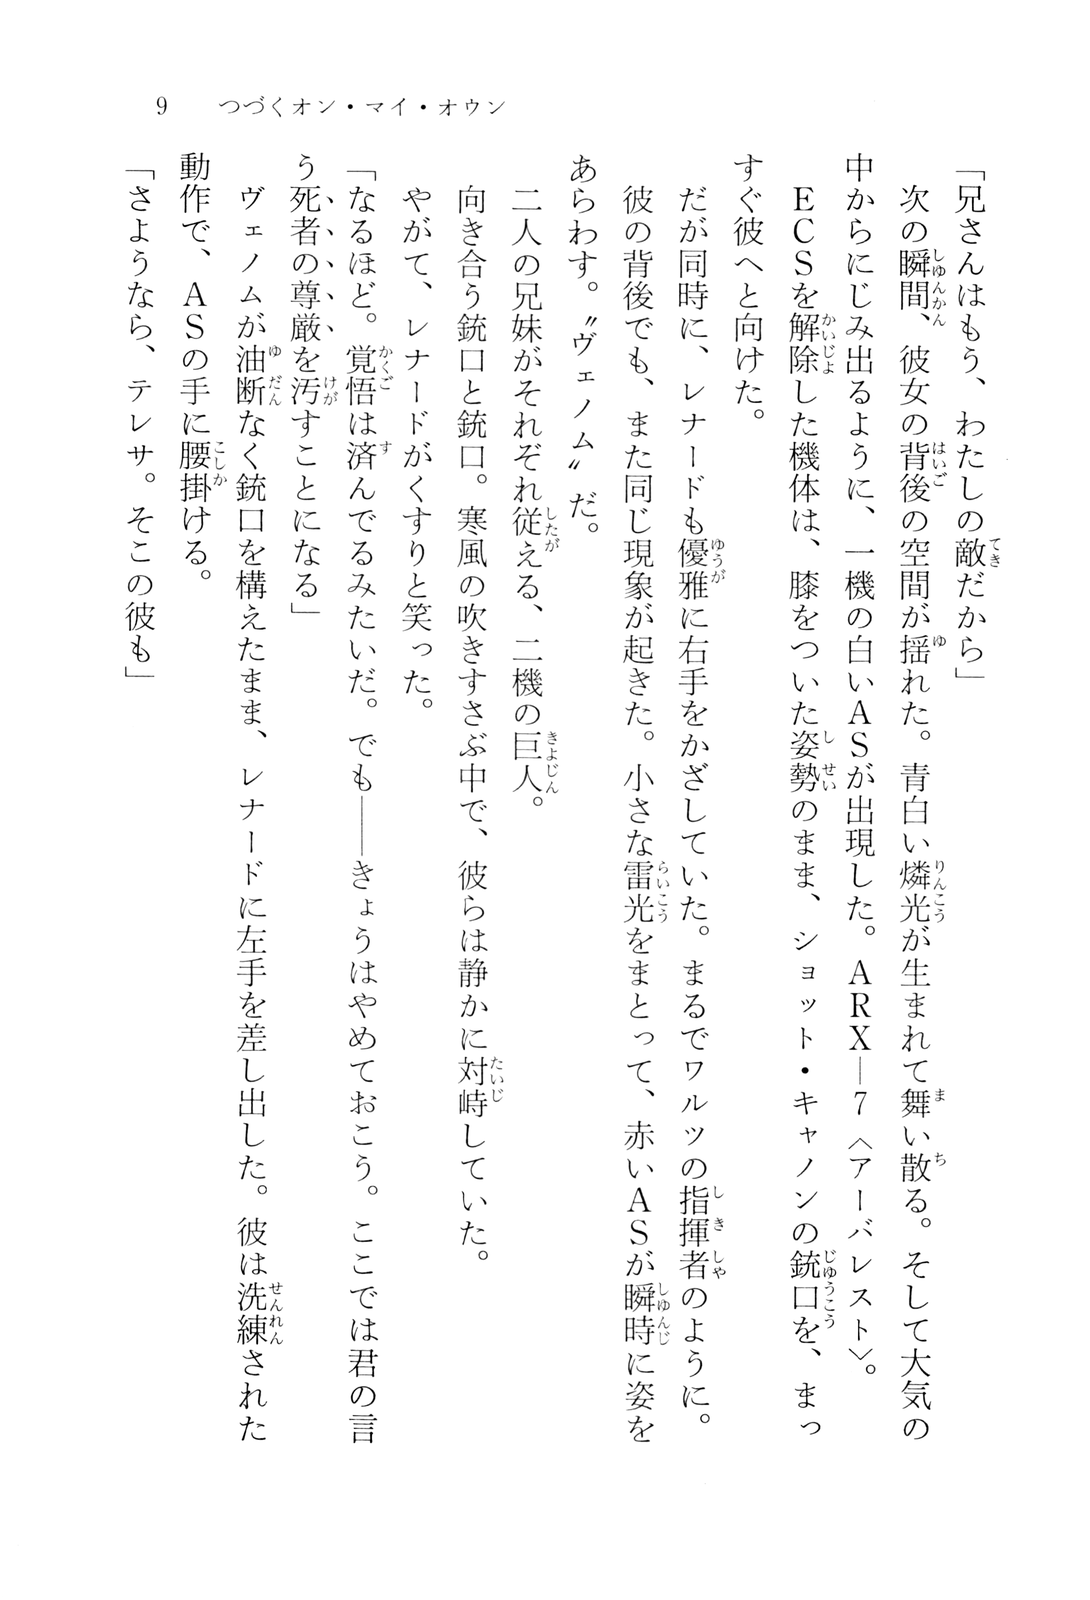 9　つづくオン・マイ・オウン
「兄さんはもう、わたしの敵だから」
　次の瞬間、彼女の背後の空間が揺れた。青白い燐光が生まれて舞い散る。そして大気の
中からにじみ出るように、一機の白いＡＳが出現した。ＡＲＸ―７〈アーバレスト〉。
　ＥＣＳを解除した機体は、膝をついた姿勢のまま、ショット・キャノンの銃口を、まっ
すぐ彼へと向けた。
　だが同時に、レナードも優雅に右手をかざしていた。まるでワルツの指揮者のように。
　彼の背後でも、また同じ現象が起きた。小さな雷光をまとって、赤いＡＳが瞬時に姿を
あらわす。〝ヴェノム〟だ。
　二人の兄妹がそれぞれ従える、二機の巨人。
　向き合う銃口と銃口。寒風の吹きすさぶ中で、彼らは静かに対峙していた。
　やがて、レナードがくすりと笑った。
「なるほど。覚悟は済んでるみたいだ。でも――きょうはやめておこう。ここでは君の言
う死者の尊厳を汚すことになる」
　ヴェノムが油断なく銃口を構えたまま、レナードに左手を差し出した。彼は洗練された
動作で、ＡＳの手に腰掛ける。
「さようなら、テレサ。そこの彼も」